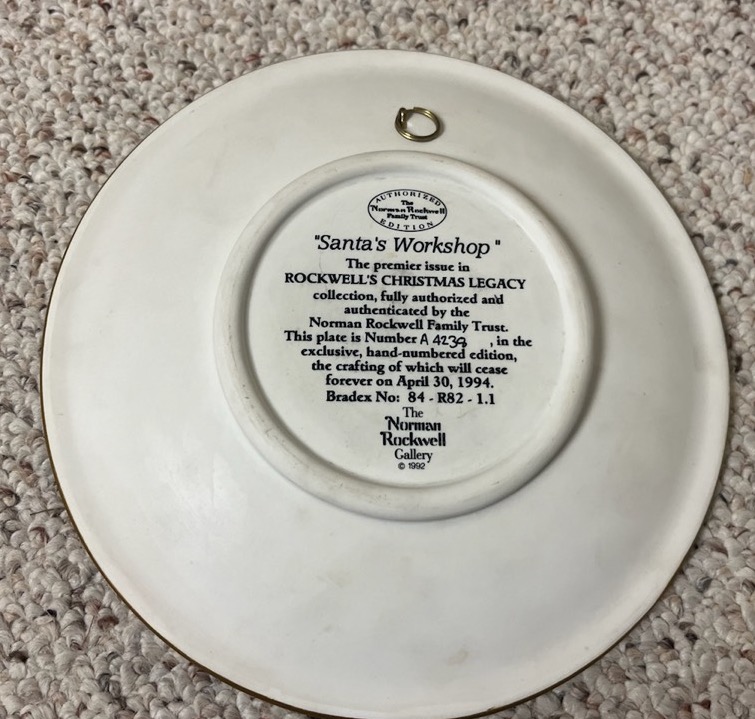 AUTHORIZED
The
Norman Rockwell
Family Trust
EDITION
"Santa's Workshop"
The premier issue in
ROCKWELL'S CHRISTMAS LEGACY
collection, fully authorized and
authenticated by the
Norman Rockwell Family Trust.
This plate is Number A 4239 , in the
exclusive, hand-numbered edition,
the crafting of which will cease
forever on April 30, 1994.
Bradex No: 84 - R82 - 1.1
The
Norman
Rockwell
Gallery
© 1992